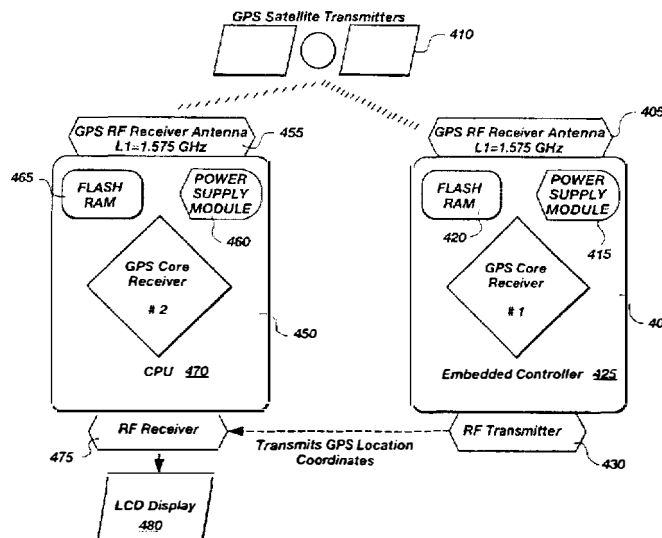 GPS Satellite Transmitters
410
GPS RF Receiver Antenna
L1=1.575 GHz
455
GPS RF Receiver Antenna
L1=1.575 GHz
405
465
FLASH
RAM
POWER
SUPPLY
MODULE
460
FLASH
RAM
420
POWER
SUPPLY
MODULE
415
GPS Core
Receiver
# 2
GPS Core
Receiver
# 1
450
40
CPU 470
Embedded Controller 425
RF Receiver
475
Transmits GPS Location
Coordinates
RF Transmitter
430
LCD Display
480